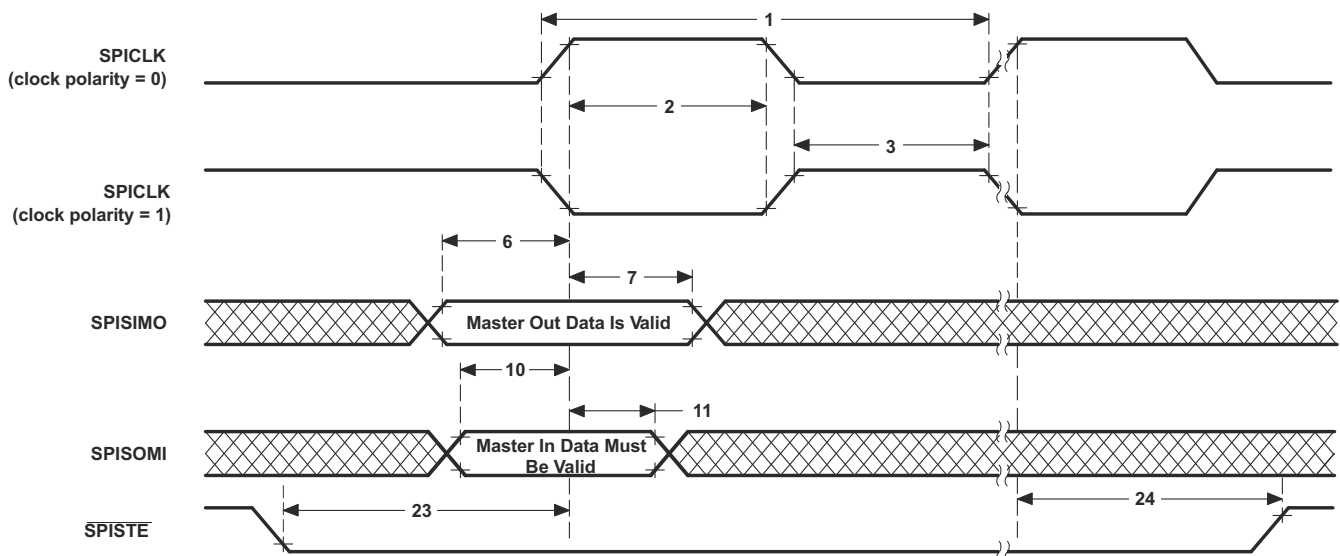 1
SPICLK
(clock polarity = 0)
2
3
SPICLK
(clock polarity = 1)
6
7
SPISIMO
Master Out Data Is Valid
10
11
SPISOMI
Master In Data Must
Be Valid
23
24
SPISTE